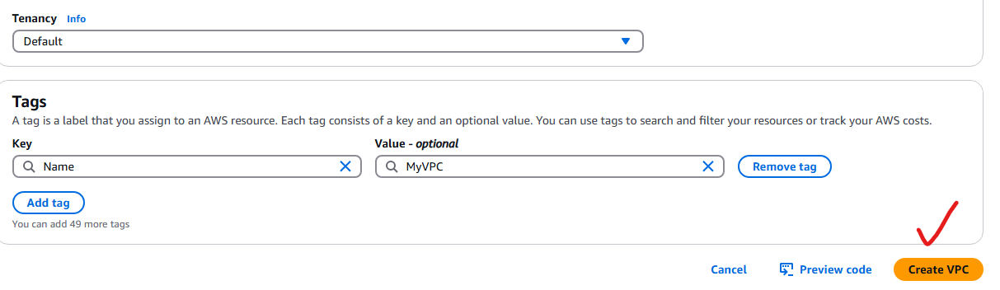 Tenancy Info
Default
Tags
A tag is a label that you assign to an AWS resource. Each tag consists of a key and an optional value. You can use tags to search and filter your resources or track your AWS costs.
Key Value - optional
Name MyVPC Remove tag
Add tag
You can add 49 more tags
Cancel Preview code Create VPC